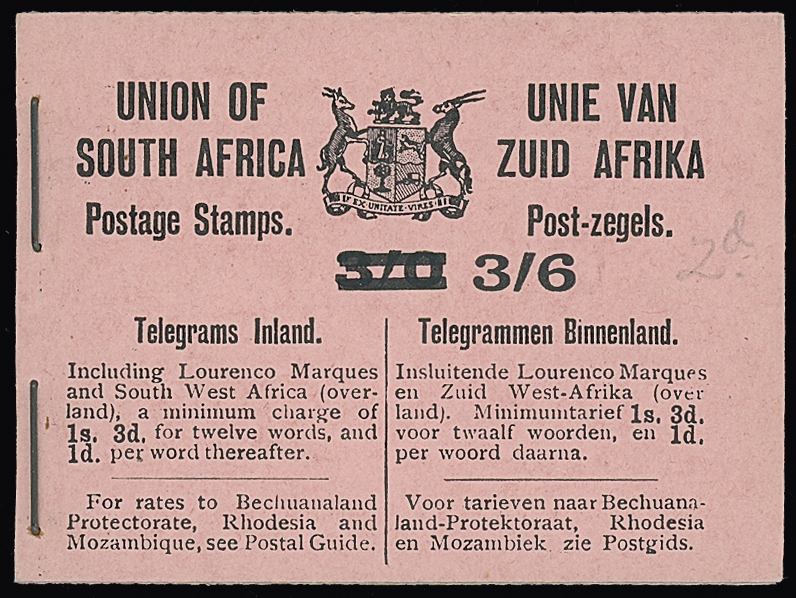 UNION OF
SOUTH AFRICA
Postage Stamps.
EX·UNITATE·VIRES
UNIE VAN
ZUID AFRIKA
Post-zegels.
3/0 3/6
2d
Telegrams Inland.
Including Lourenco Marques
and South West Africa (over-
land), a minimum charge of
1s. 3d. for twelve words, and
1d. per word thereafter.
For rates to Bechuanaland
Protectorate, Rhodesia and
Mozambique, see Postal Guide.
Telegrammen Binnenland.
Insluitende Lourenco Marques
en Zuid West-Afrika (over
land). Minimumtarief 1s. 3d.
voor twaalf woorden, en 1d.
per woord daarna.
Voor tarieven naar Bechuana-
land-Protektoraat, Rhodesia
en Mozambiek zie Postgids.